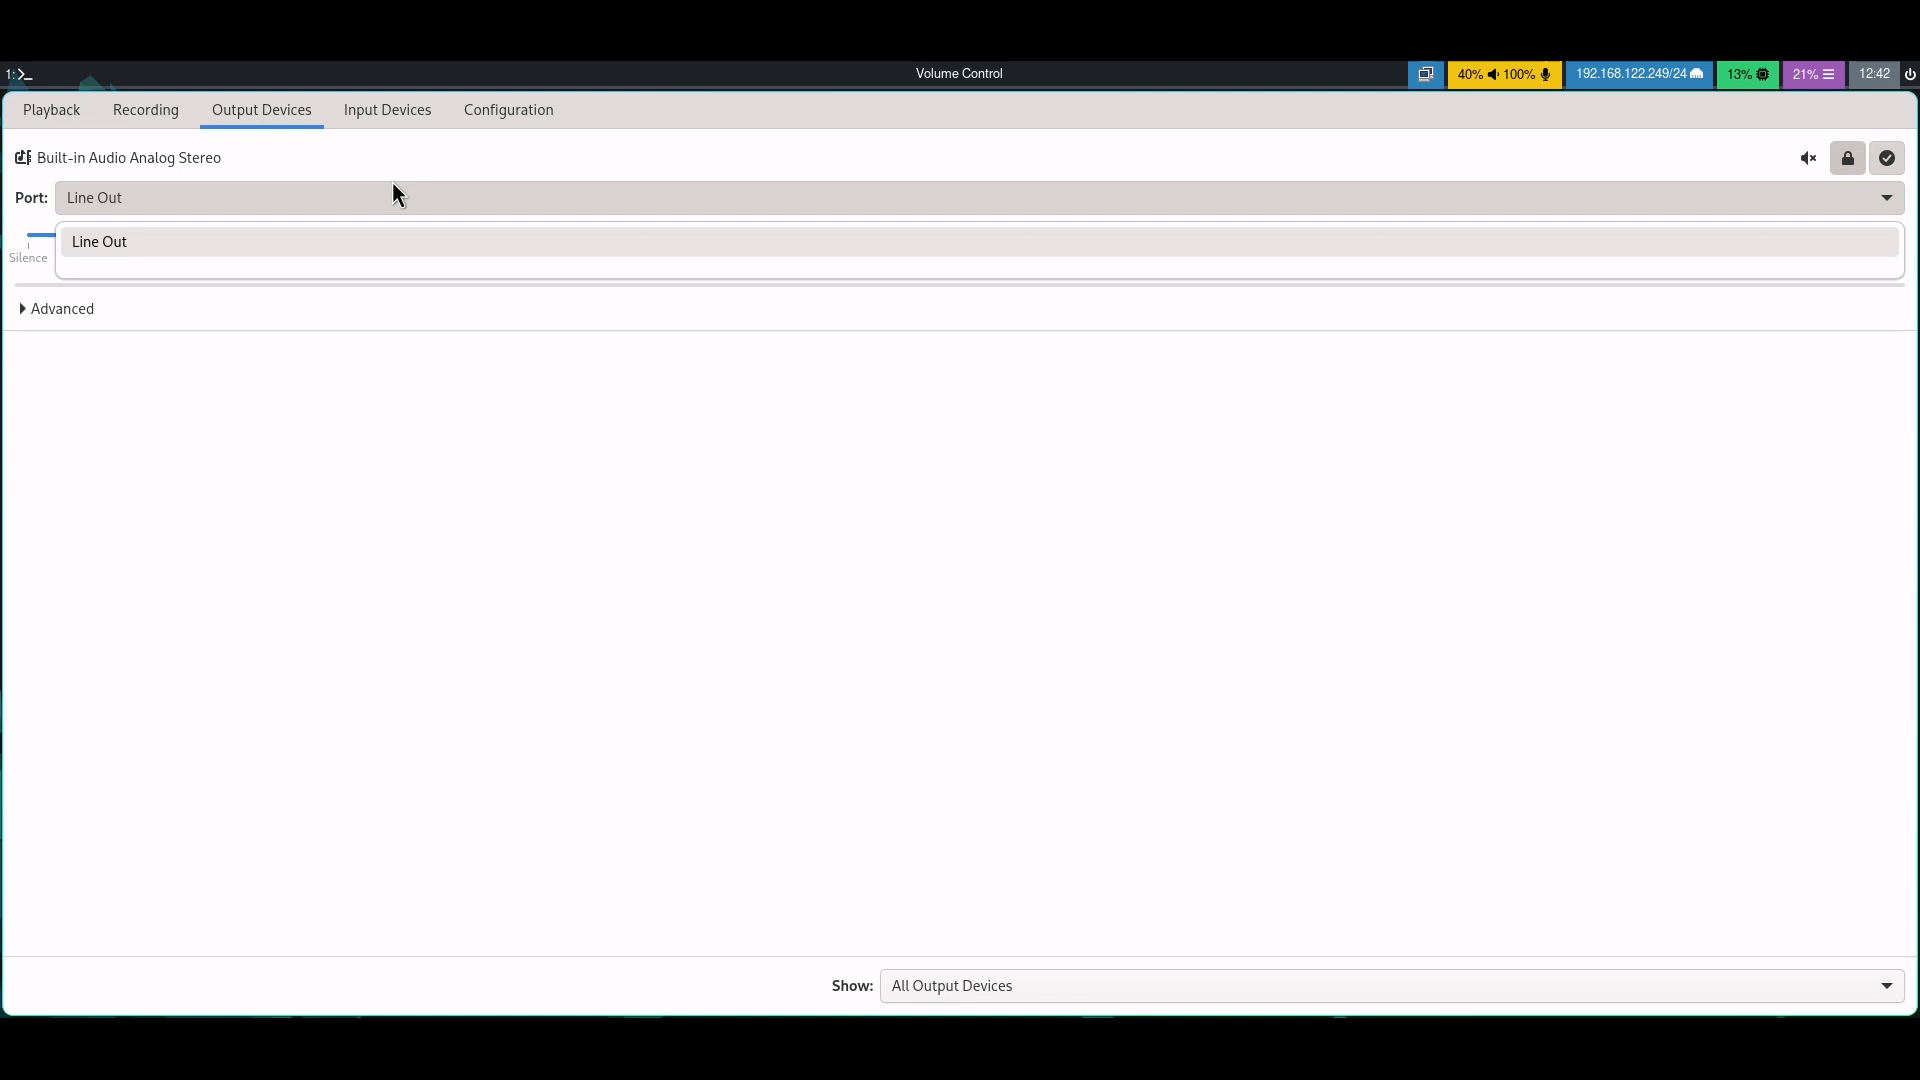 1: Volume Control 40% 100% 192.168.122.249/24 13% 21% 12:42
Playback Recording Output Devices Input Devices Configuration
Built-in Audio Analog Stereo
Port: Line Out
Line Out
Silence
Advanced
Show: All Output Devices